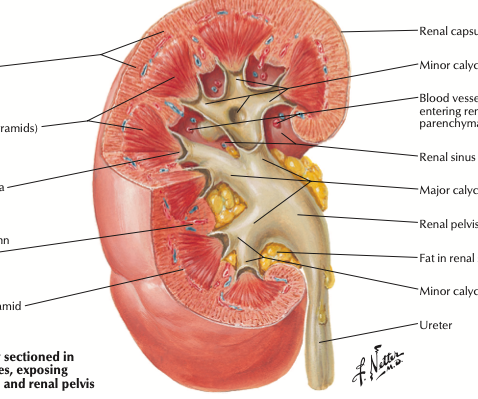 Renal capsu
Minor calyc
Blood vesse
entering ren
parenchyma
ramids)
Renal sinus
a
Major calyc
Renal pelvis
nn
Fat in renal
Minor calyc
amid
Ureter
sectioned in
es, exposing
and renal pelvis
F. Netter
M.D.